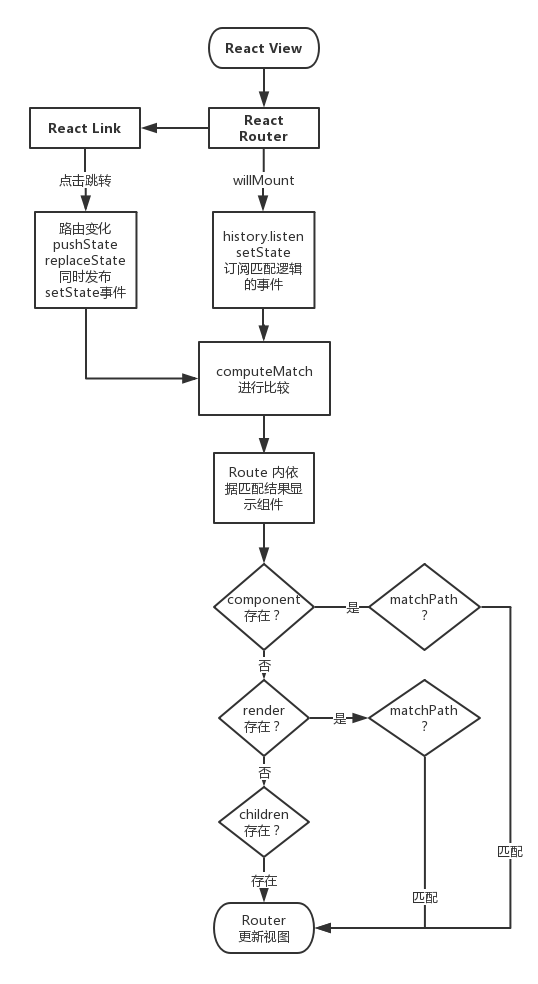 React View
React Link
React
Router
点击跳转
willMount
路由变化
pushState
replaceState
同时发布
setState事件
history.listen
setState
订阅匹配逻辑
的事件
computeMatch
进行比较
Route 内依
据匹配结果显
示组件
component
存在？
是
matchPath
？
否
render
存在？
是
matchPath
？
否
children
存在？
匹配
存在
匹配
Router
更新视图